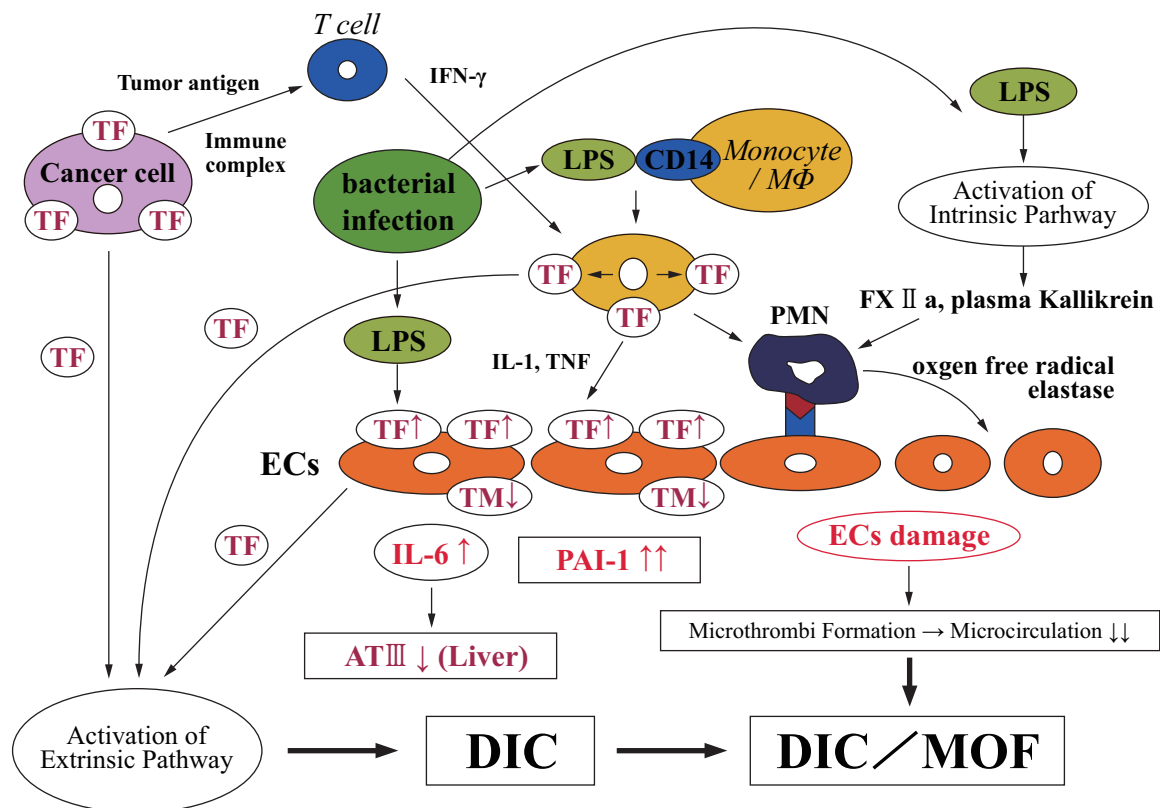 T cell
Tumor antigen
IFN-γ
LPS
TF
Immune
complex
Cancer cell
TF
TF
bacterial
infection
LPS
CD14
Monocyte
/ MΦ
Activation of
Intrinsic Parhway
TF
TF
TF
FX Ⅱ a, plasma Kallikrein
PMN
TF
TF
LPS
IL-1, TNF
oxgen free radical
elastase
TF↑
TF↑
TF↑
TF↑
ECs
TM↓
TM↓
TF
IL-6 ↑
PAI-1 ↑↑
ECs damage
Microthrombi Formation → Microcirculation ↓↓
ATⅢ ↓ (Liver)
Activation of
Extrinsic Pathway
DIC
DIC／MOF